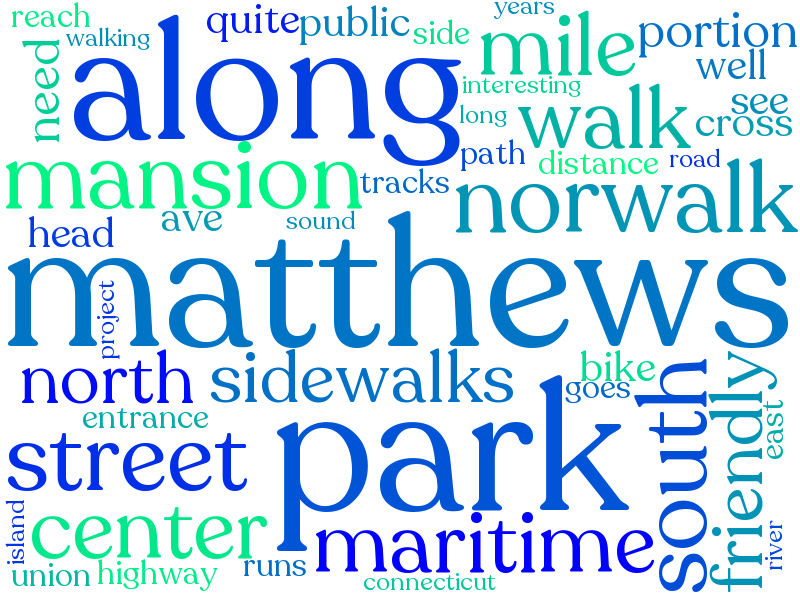 reach
years
quite
public
side
walking
need
along
mile
portion
well
interesting
see
long
walk
cross
path
distance
road
mansion
tracks
norwalk
ave
sound
head
matthews
project
north
sidewalks
bike
goes
south
friendly
entrance
east
street
park
center
maritime
island
river
union
highway
runs
connecticut